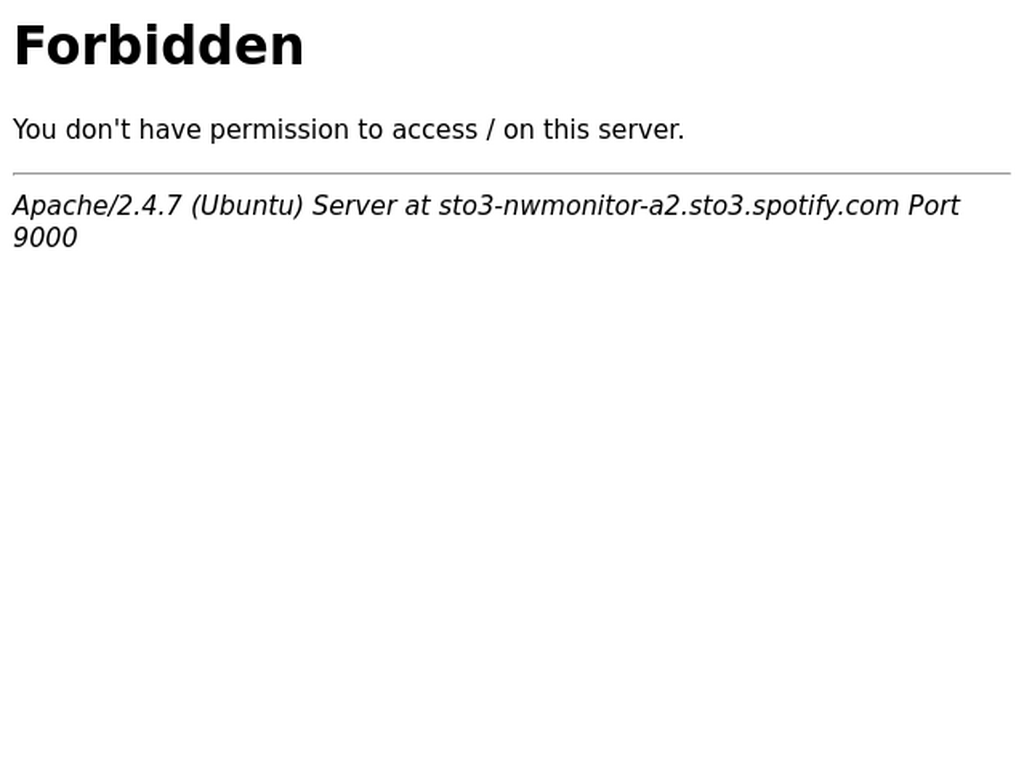 Forbidden
You don't have permission to access / on this server.
Apache/2.4.7 (Ubuntu) Server at sto3-nwmonitor-a2.sto3.spotify.com Port
9000